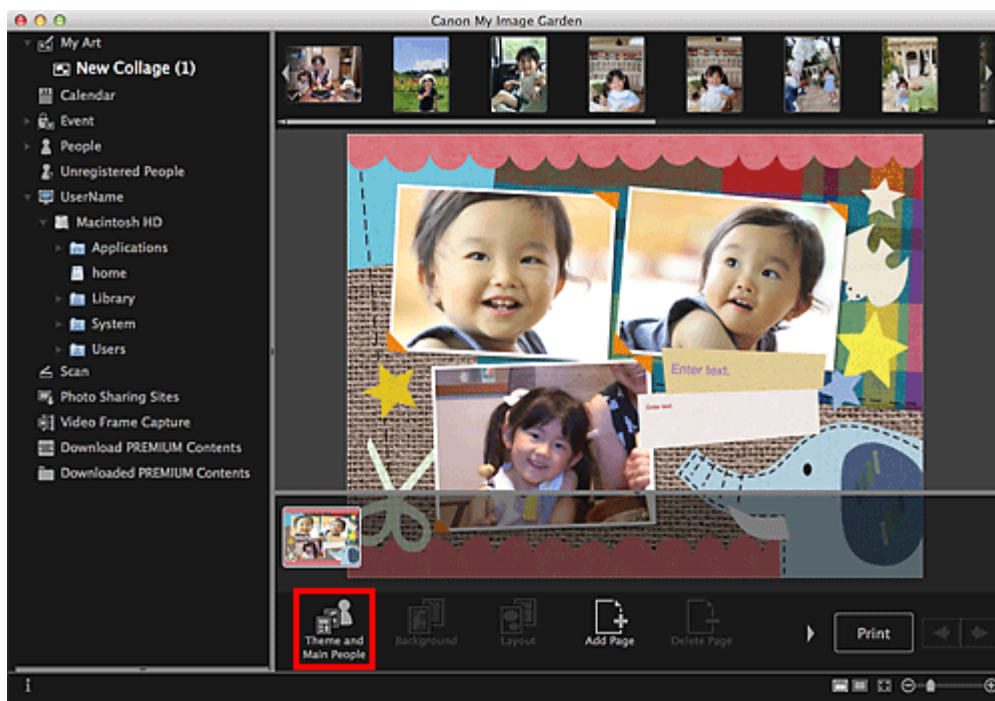 Canon My Image Garden
My Art
New Collage (1)
Calendar
Event
People
Unregistered People
UserName
Macintosh HD
Applications
home
Library
System
Users
Scan
Photo Sharing Sites
Video Frame Capture
Download PREMIUM Contents
Downloaded PREMIUM Contents
Enter text.
Enter text.
Theme and
Main People
Background
Layout
Add Page
Delete Page
Print